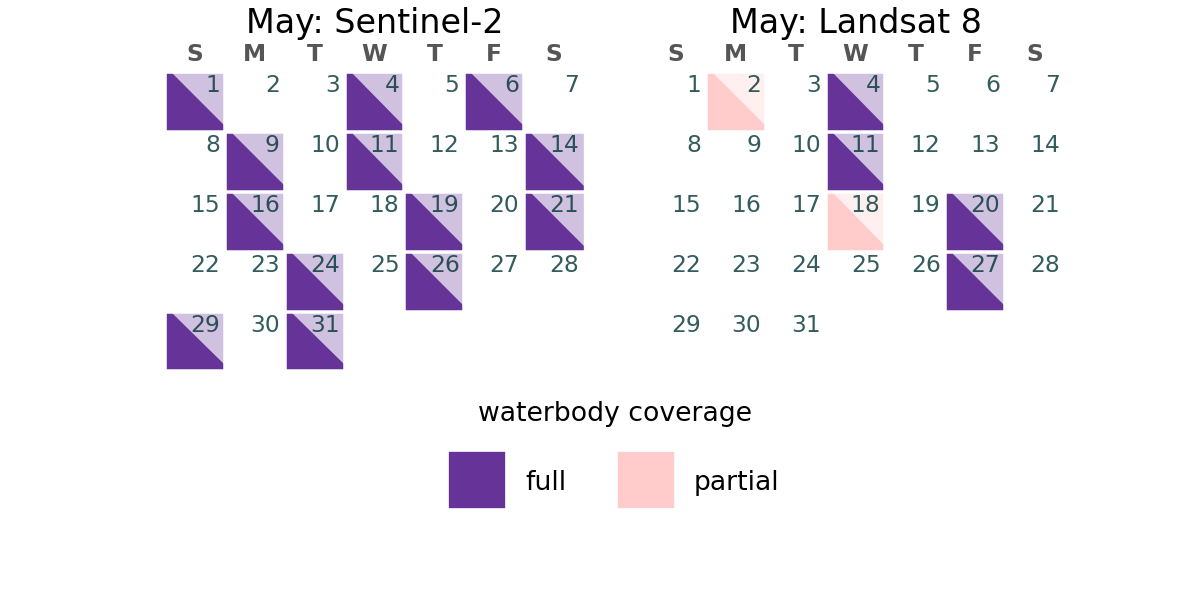 May: Sentinel-2
S M T W T F S
1 2 3 4 5 6 7
8 9 10 11 12 13 14
15 16 17 18 19 20 21
22 23 24 25 26 27 28
29 30 31
May: Landsat 8
S M T W T F S
1 2 3 4 5 6 7
8 9 10 11 12 13 14
15 16 17 18 19 20 21
22 23 24 25 26 27 28
29 30 31
waterbody coverage
full
partial